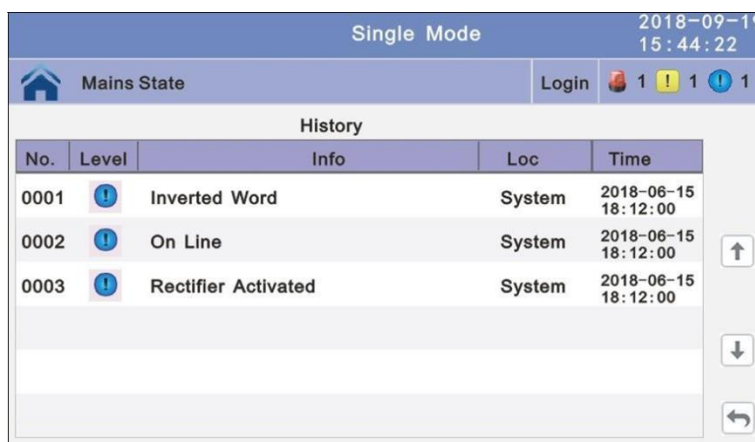 Single Mode
2018-09-19
15:44:22
Mains State Login 1 ! 1 ! 1
History
No. Level Info Loc Time
0001 ! Inverted Word System 2018-06-15 18:12:00
0002 ! On Line System 2018-06-15 18:12:00
0003 ! Rectifier Activated System 2018-06-15 18:12:00